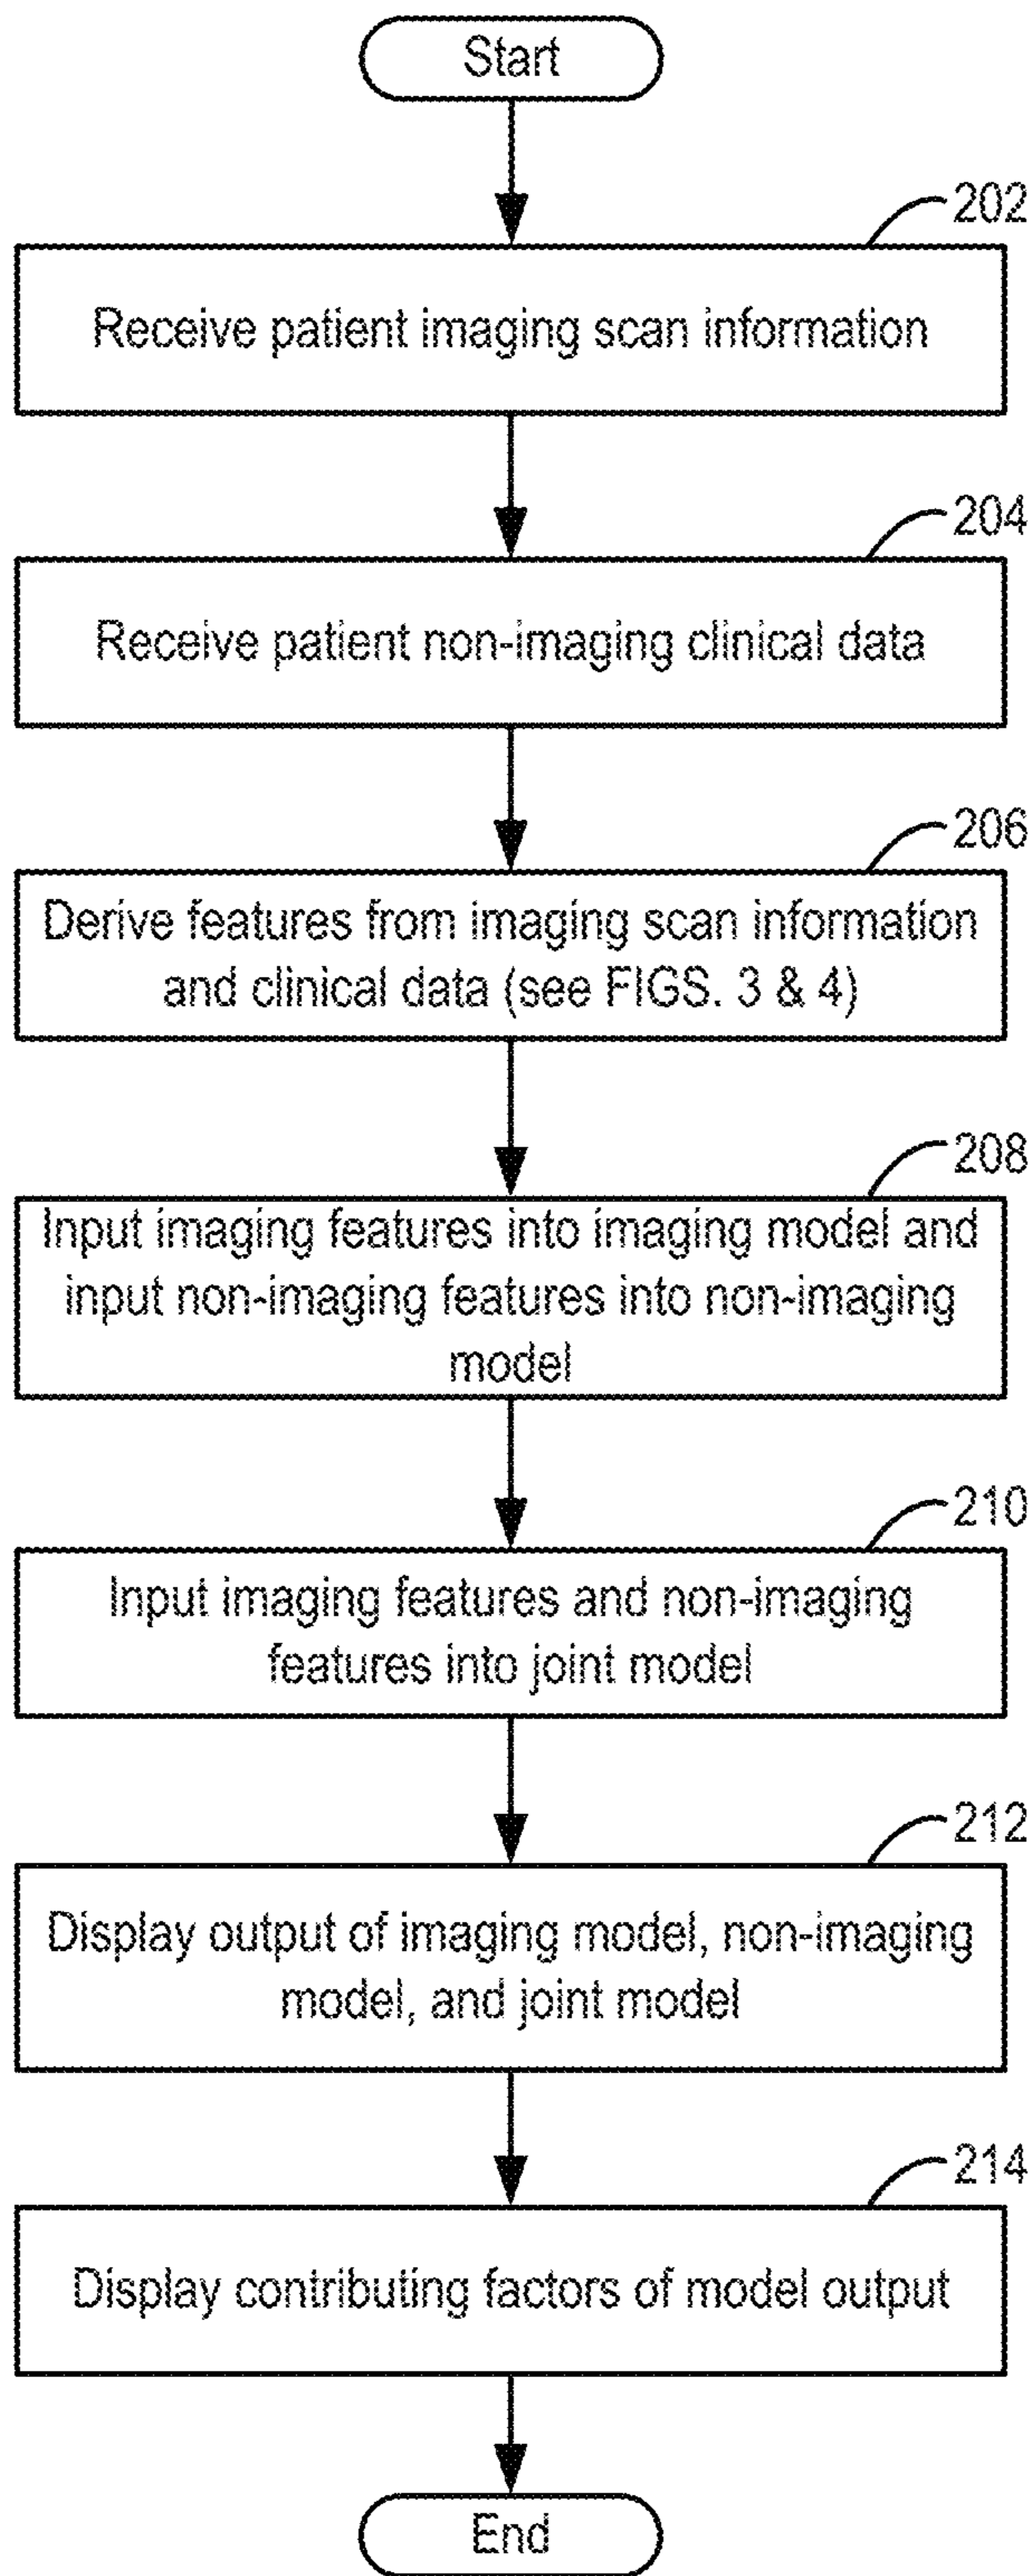 Start
202
Receive patient imaging scan information
204
Receive patient non-imaging clinical data
206
Derive features from imaging scan information
and clinical data (see FIGS. 3 & 4)
208
Input imaging features into imaging model and
input non-imaging features into non-imaging
model
210
Input imaging features and non-imaging
features into joint model
212
Display output of imaging model, non-imaging
model, and joint model
214
Display contributing factors of model output
End